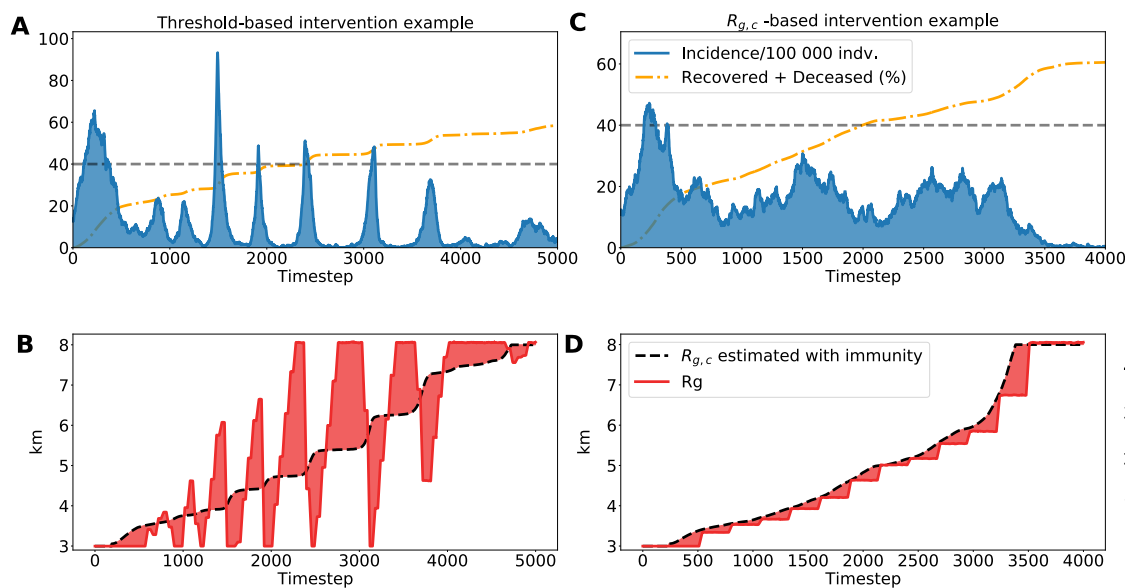 A
Threshold-based intervention example
100
80
60
40
20
0
0 1000 2000 3000 4000 5000
Timestep
C
R_{g,c} -based intervention example
Incidence/100 000 indv.
Recovered + Deceased (%)
60
40
20
0
0 500 1000 1500 2000 2500 3000 3500 4000
Timestep
B
km
8
7
6
5
4
3
0 1000 2000 3000 4000 5000
Timestep
D
R_{g,c} estimated with immunity
Rg
km
8
7
6
5
4
3
0 500 1000 1500 2000 2500 3000 3500 4000
Timestep